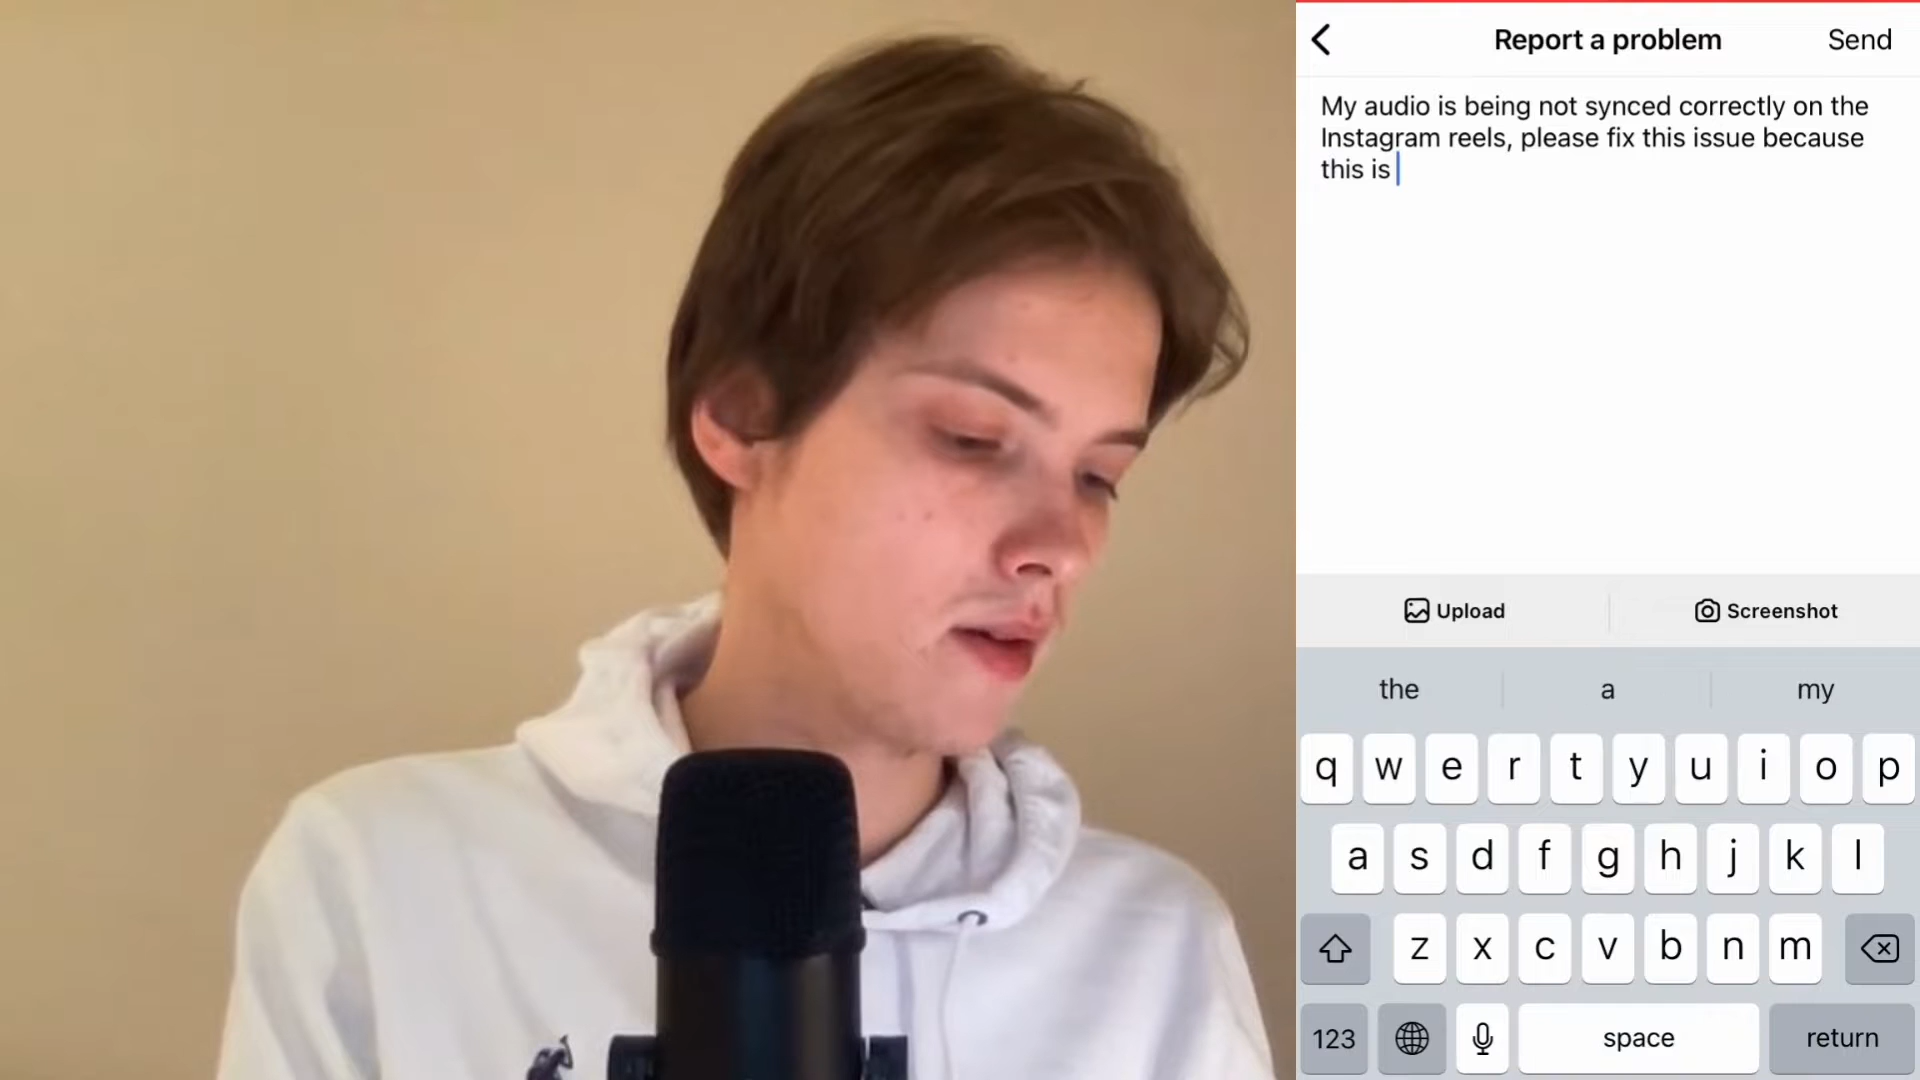 Report a problem
Send
My audio is being not synced correctly on the
Instagram reels, please fix this issue because
this is
Upload
Screenshot
the
a
my
q w e r t y u i o p
a s d f g h j k l
z x c v b n m
123
space
return